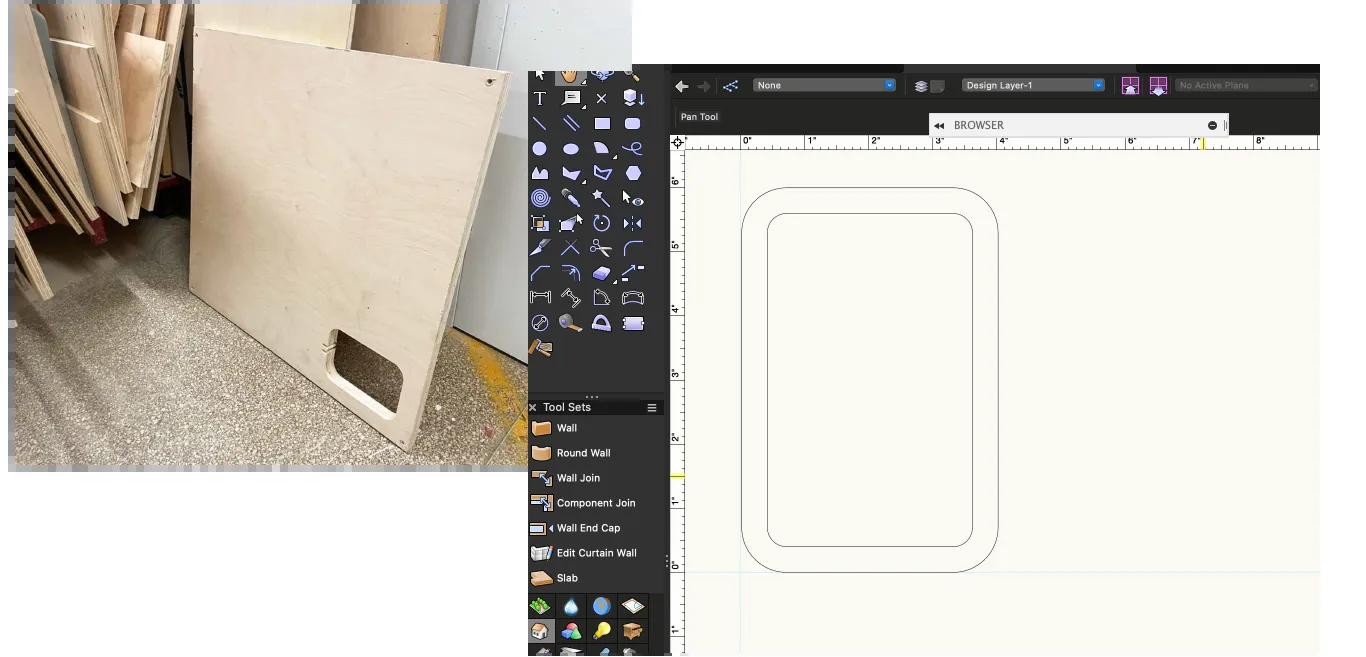 None
Design Layer-1
No Active Plane
Pan Tool
BROWSER
0" 1" 2" 3" 4" 5" 6" 7" 8"
6"
5"
4"
3"
2"
1"
0"
1"
Tool Sets
Wall
Round Wall
Wall Join
Component Join
Wall End Cap
Edit Curtain Wall
Slab